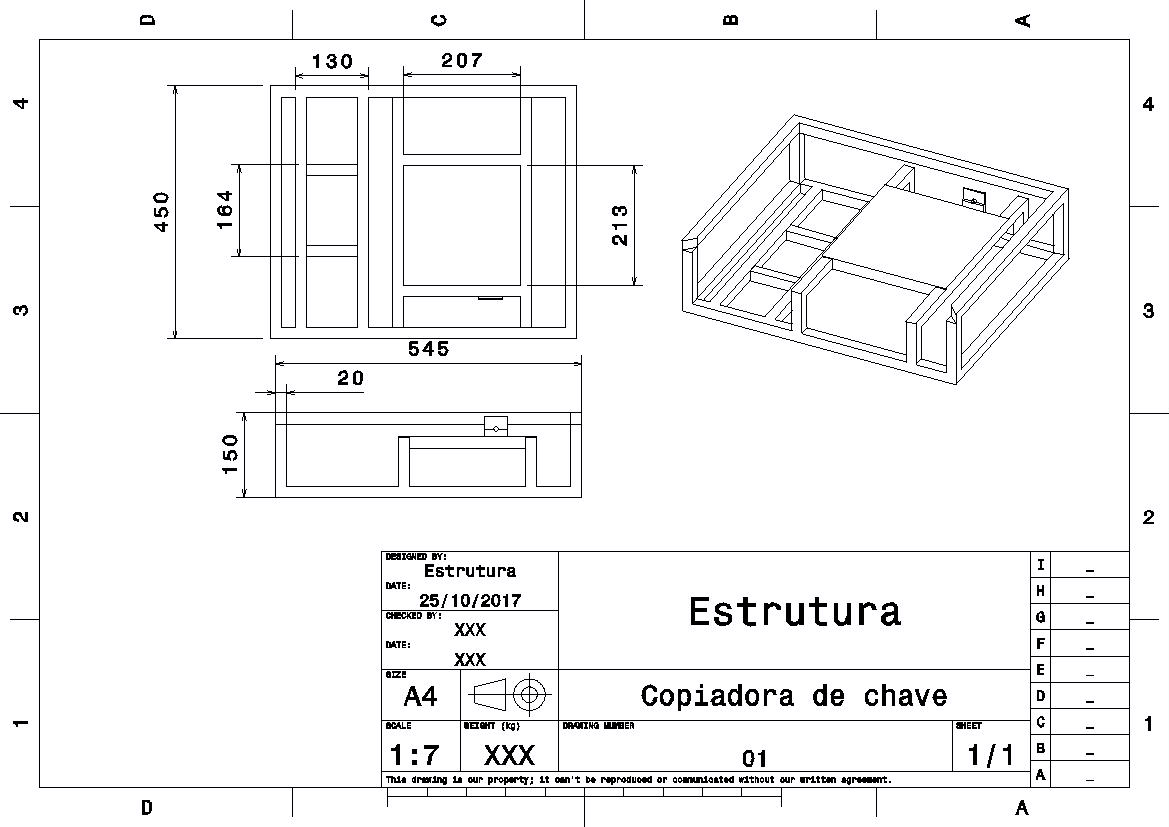 D C B A
4 4
130 207
450 164 213
3 3
545
20
150
2 2
DESIGNED BY:
Estrutura
DATE:
25/10/2017
CHECKED BY:
XXX
DATE:
XXX
Estrutura
I _
H _
G _
F _
E _
D _
C _
B _
A _
SIZE
A4
Copiadora de chave
SCALE
1:7
WEIGHT (kg)
XXX
DRAWING NUMBER
01
SHEET
1/1
This drawing is our property; it can't be reproduced or communicated without our written agreement.
1 1
D A